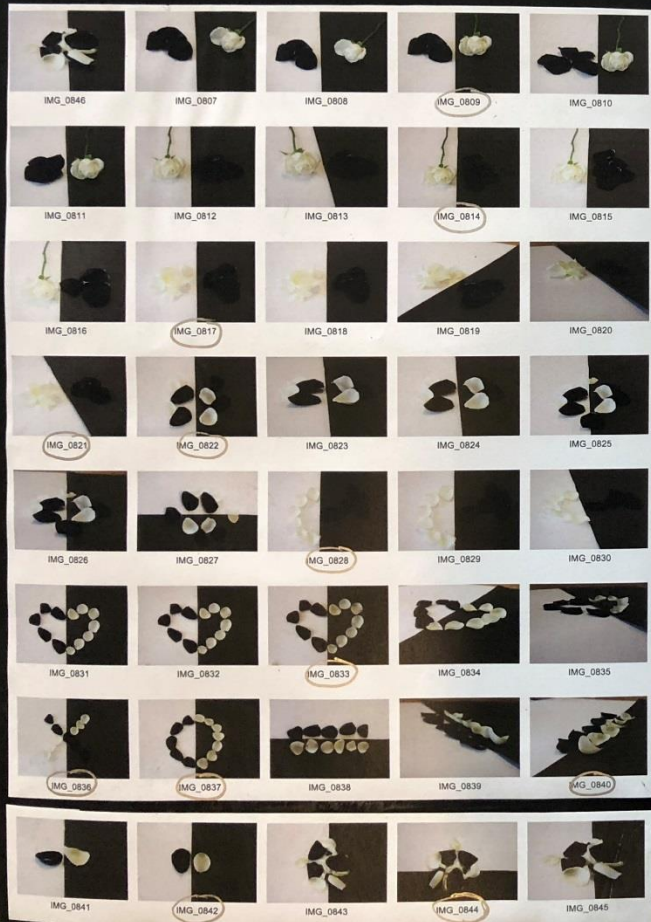 IMG_0846 IMG_0807 IMG_0808 IMG_0809 IMG_0810
IMG_0811 IMG_0812 IMG_0813 IMG_0814 IMG_0815
IMG_0816 IMG_0817 IMG_0818 IMG_0819 IMG_0820
IMG_0821 IMG_0822 IMG_0823 IMG_0824 IMG_0825
IMG_0826 IMG_0827 IMG_0828 IMG_0829 IMG_0830
IMG_0831 IMG_0832 IMG_0833 IMG_0834 IMG_0835
IMG_0836 IMG_0837 IMG_0838 IMG_0839 IMG_0840
IMG_0841 IMG_0842 IMG_0843 IMG_0844 IMG_0845